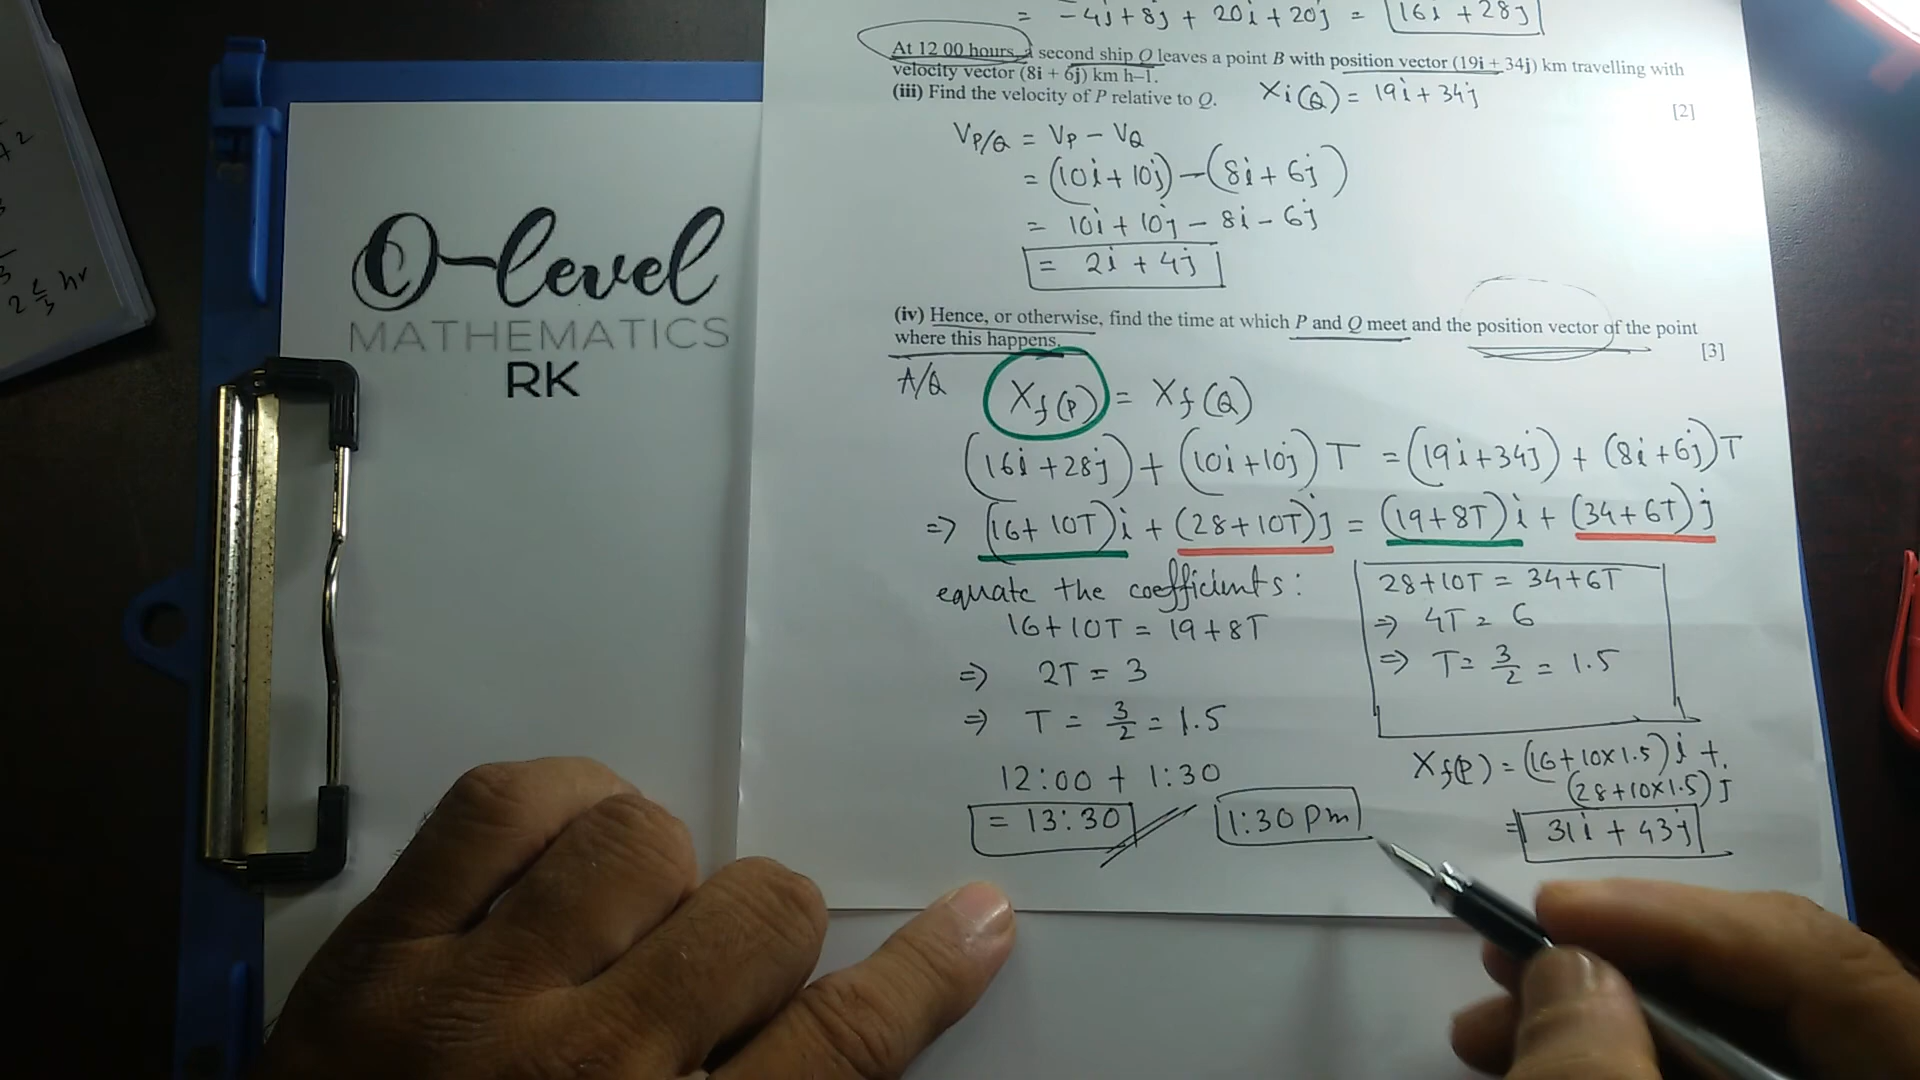 = -4j + 8j + 20i + 20j = 16i + 28j
At 12 00 hours, a second ship Q leaves a point B with position vector (19i + 34j) km travelling with
velocity vector (8i + 6j) km h–1.
(iii) Find the velocity of P relative to Q.
Xi(Q) = 19i + 34j
[2]
VP/Q = VP - VQ
= (10i + 10j) - (8i + 6j)
= 10i + 10j - 8i - 6j
= 2i + 4j
(iv) Hence, or otherwise, find the time at which P and Q meet and the position vector of the point
where this happens.
[3]
A/Q Xf(P) = Xf(Q)
(16i + 28j) + (10i + 10j) T = (19i + 34j) + (8i + 6j) T
=> (16 + 10T) i + (28 + 10T) j = (19 + 8T) i + (34 + 6T) j
equate the coefficients :
16 + 10T = 19 + 8T
=> 2T = 3
=> T = 3/2 = 1.5
12:00 + 1:30
= 13:30
1:30 Pm
28 + 10T = 34 + 6T
=> 4T = 6
=> T = 3/2 = 1.5
Xf(P) = (16 + 10 x 1.5) i +
(28 + 10 x 1.5) j
= 31i + 43j
O-level
MATHEMATICS
RK
2 2/3 hr